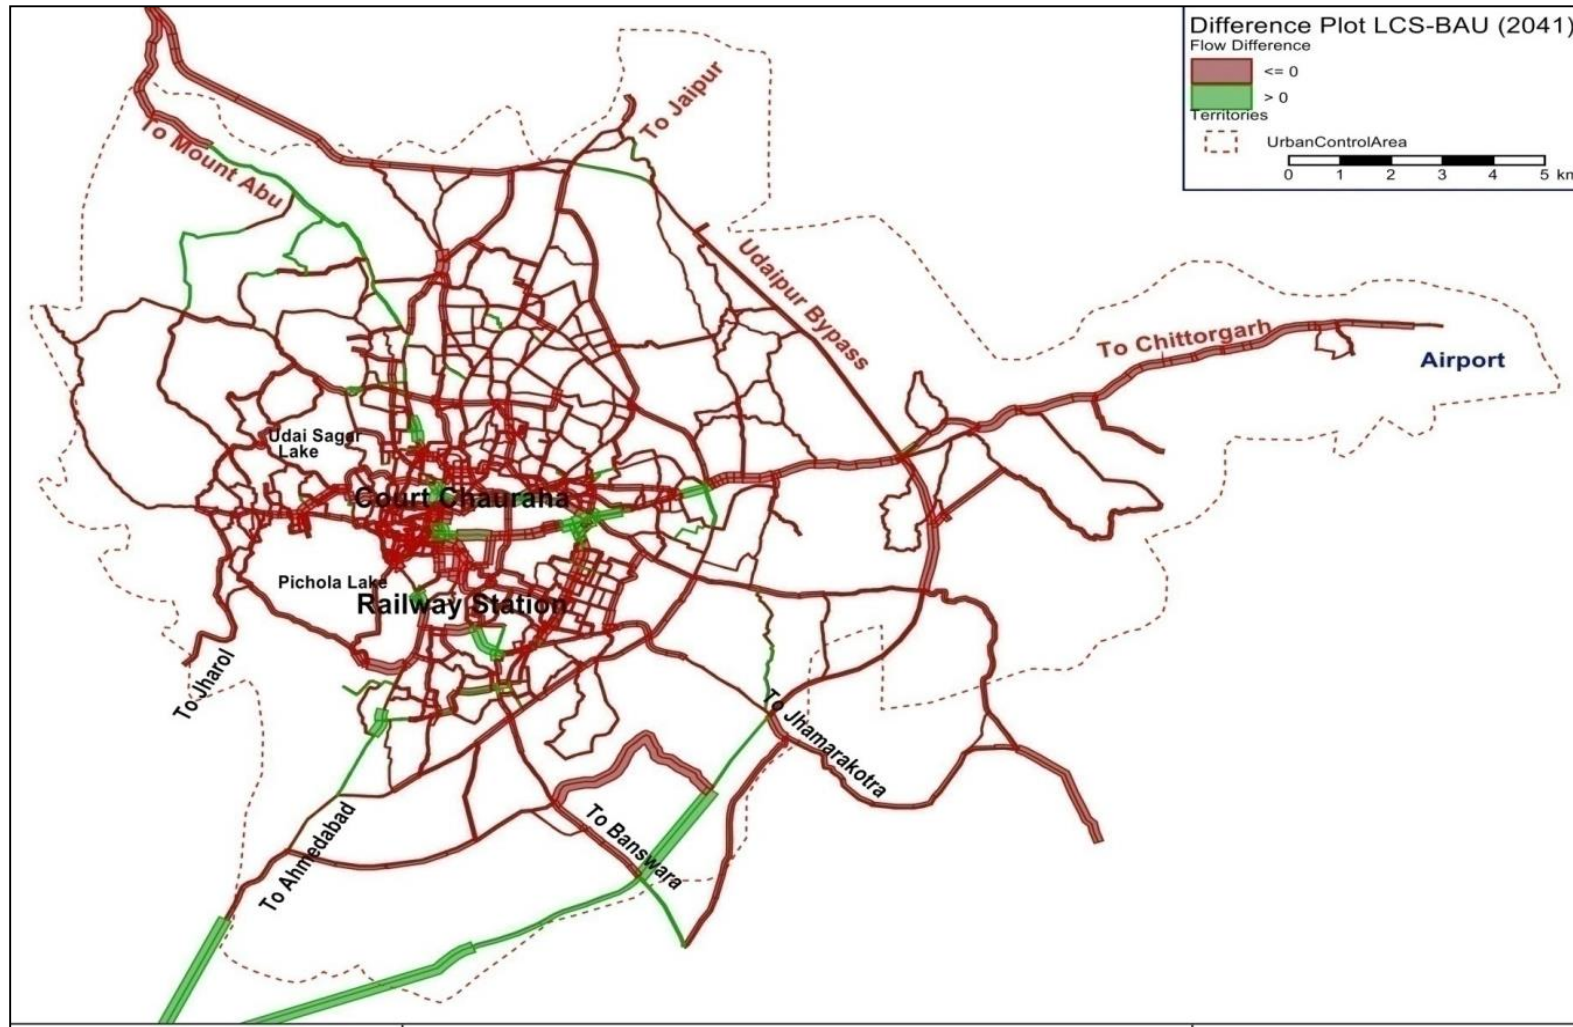 Difference Plot LCS-BAU (2041)
Flow Difference
<= 0
> 0
Territories
UrbanControlArea
0 1 2 3 4 5 km
To Jaipur
To Mount Abu
Udaipur Bypass
To Chittorgarh
Airport
Udai Sagar
Lake
Court Chauraha
Pichola Lake
Railway Station
To Jharol
To Jhamarakotra
To Banswara
To Ahmedabad